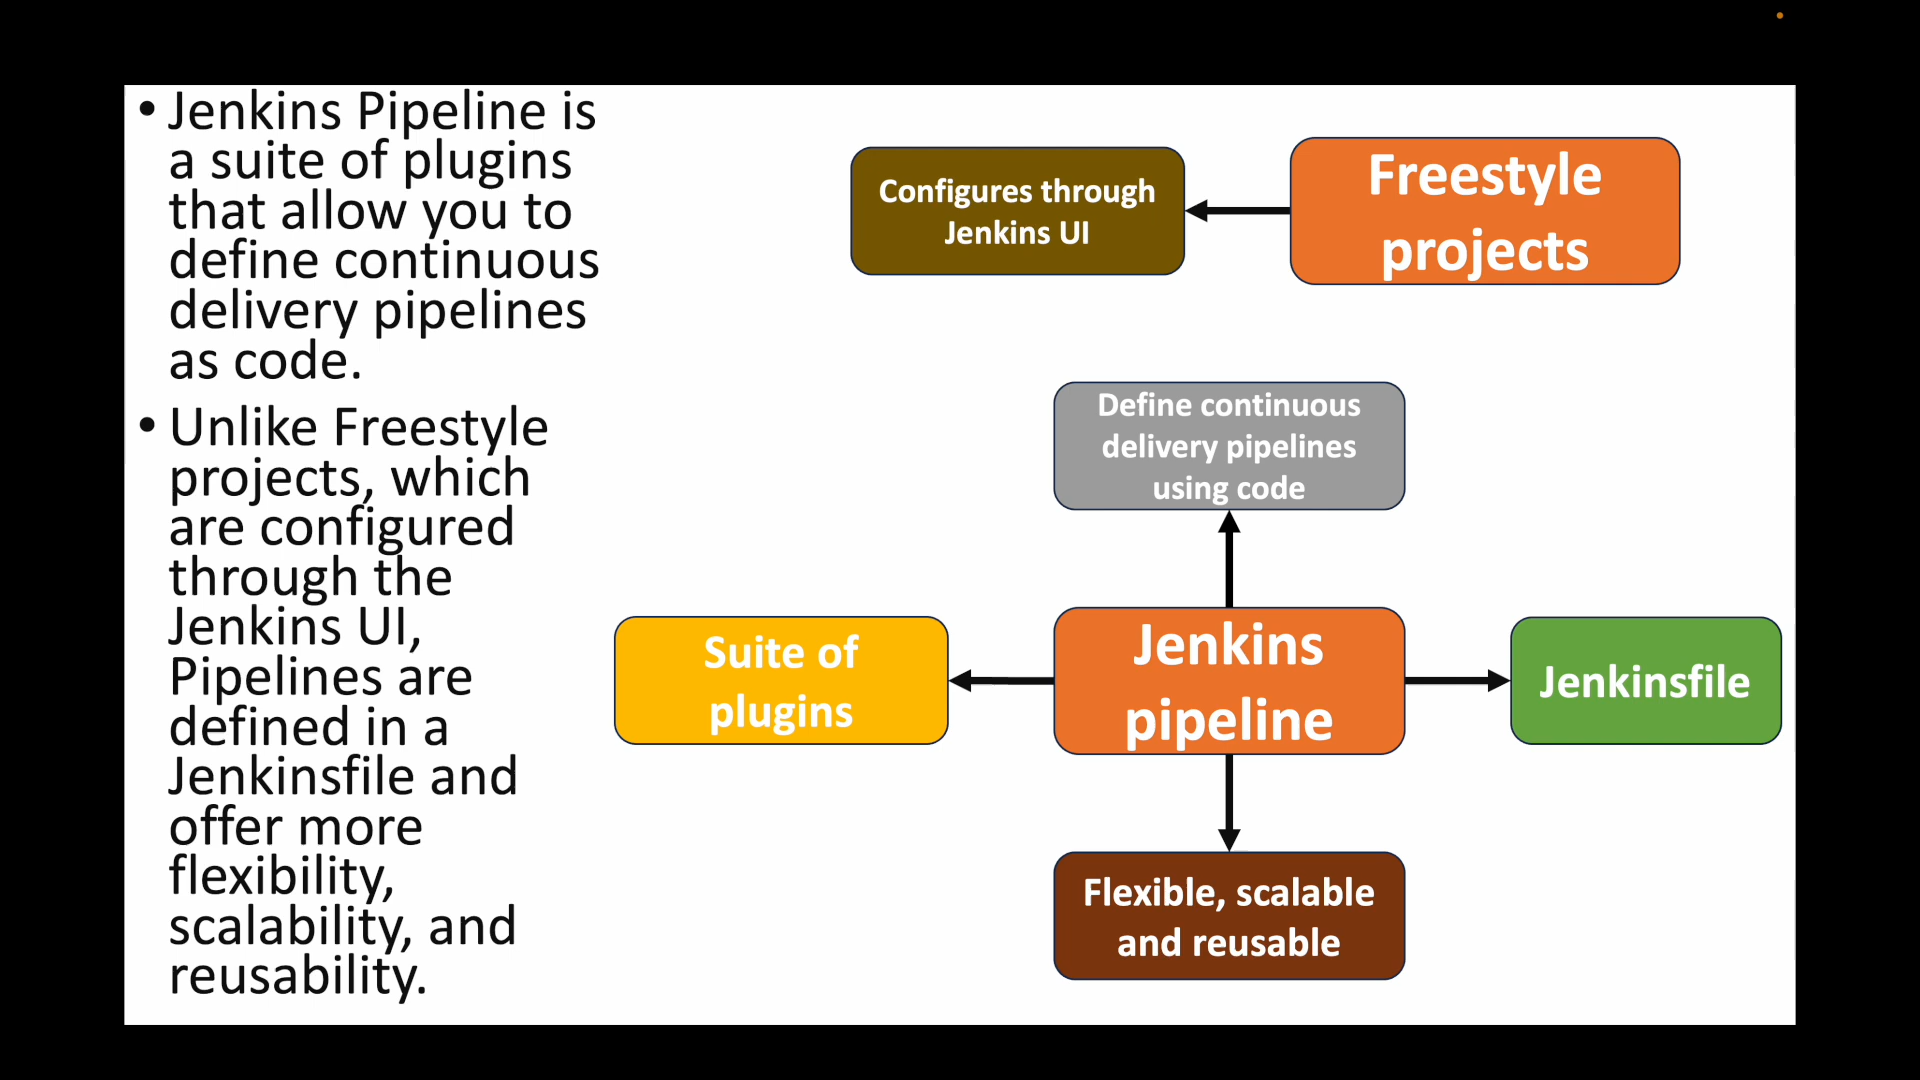 • Jenkins Pipeline is
a suite of plugins
that allow you to
define continuous
delivery pipelines
as code.
• Unlike Freestyle
projects, which
are configured
through the
Jenkins UI,
Pipelines are
defined in a
Jenkinsfile and
offer more
flexibility,
scalability, and
reusability.
Configures through
Jenkins UI
Freestyle
projects
Define continuous
delivery pipelines
using code
Suite of
plugins
Jenkins
pipeline
Jenkinsfile
Flexible, scalable
and reusable